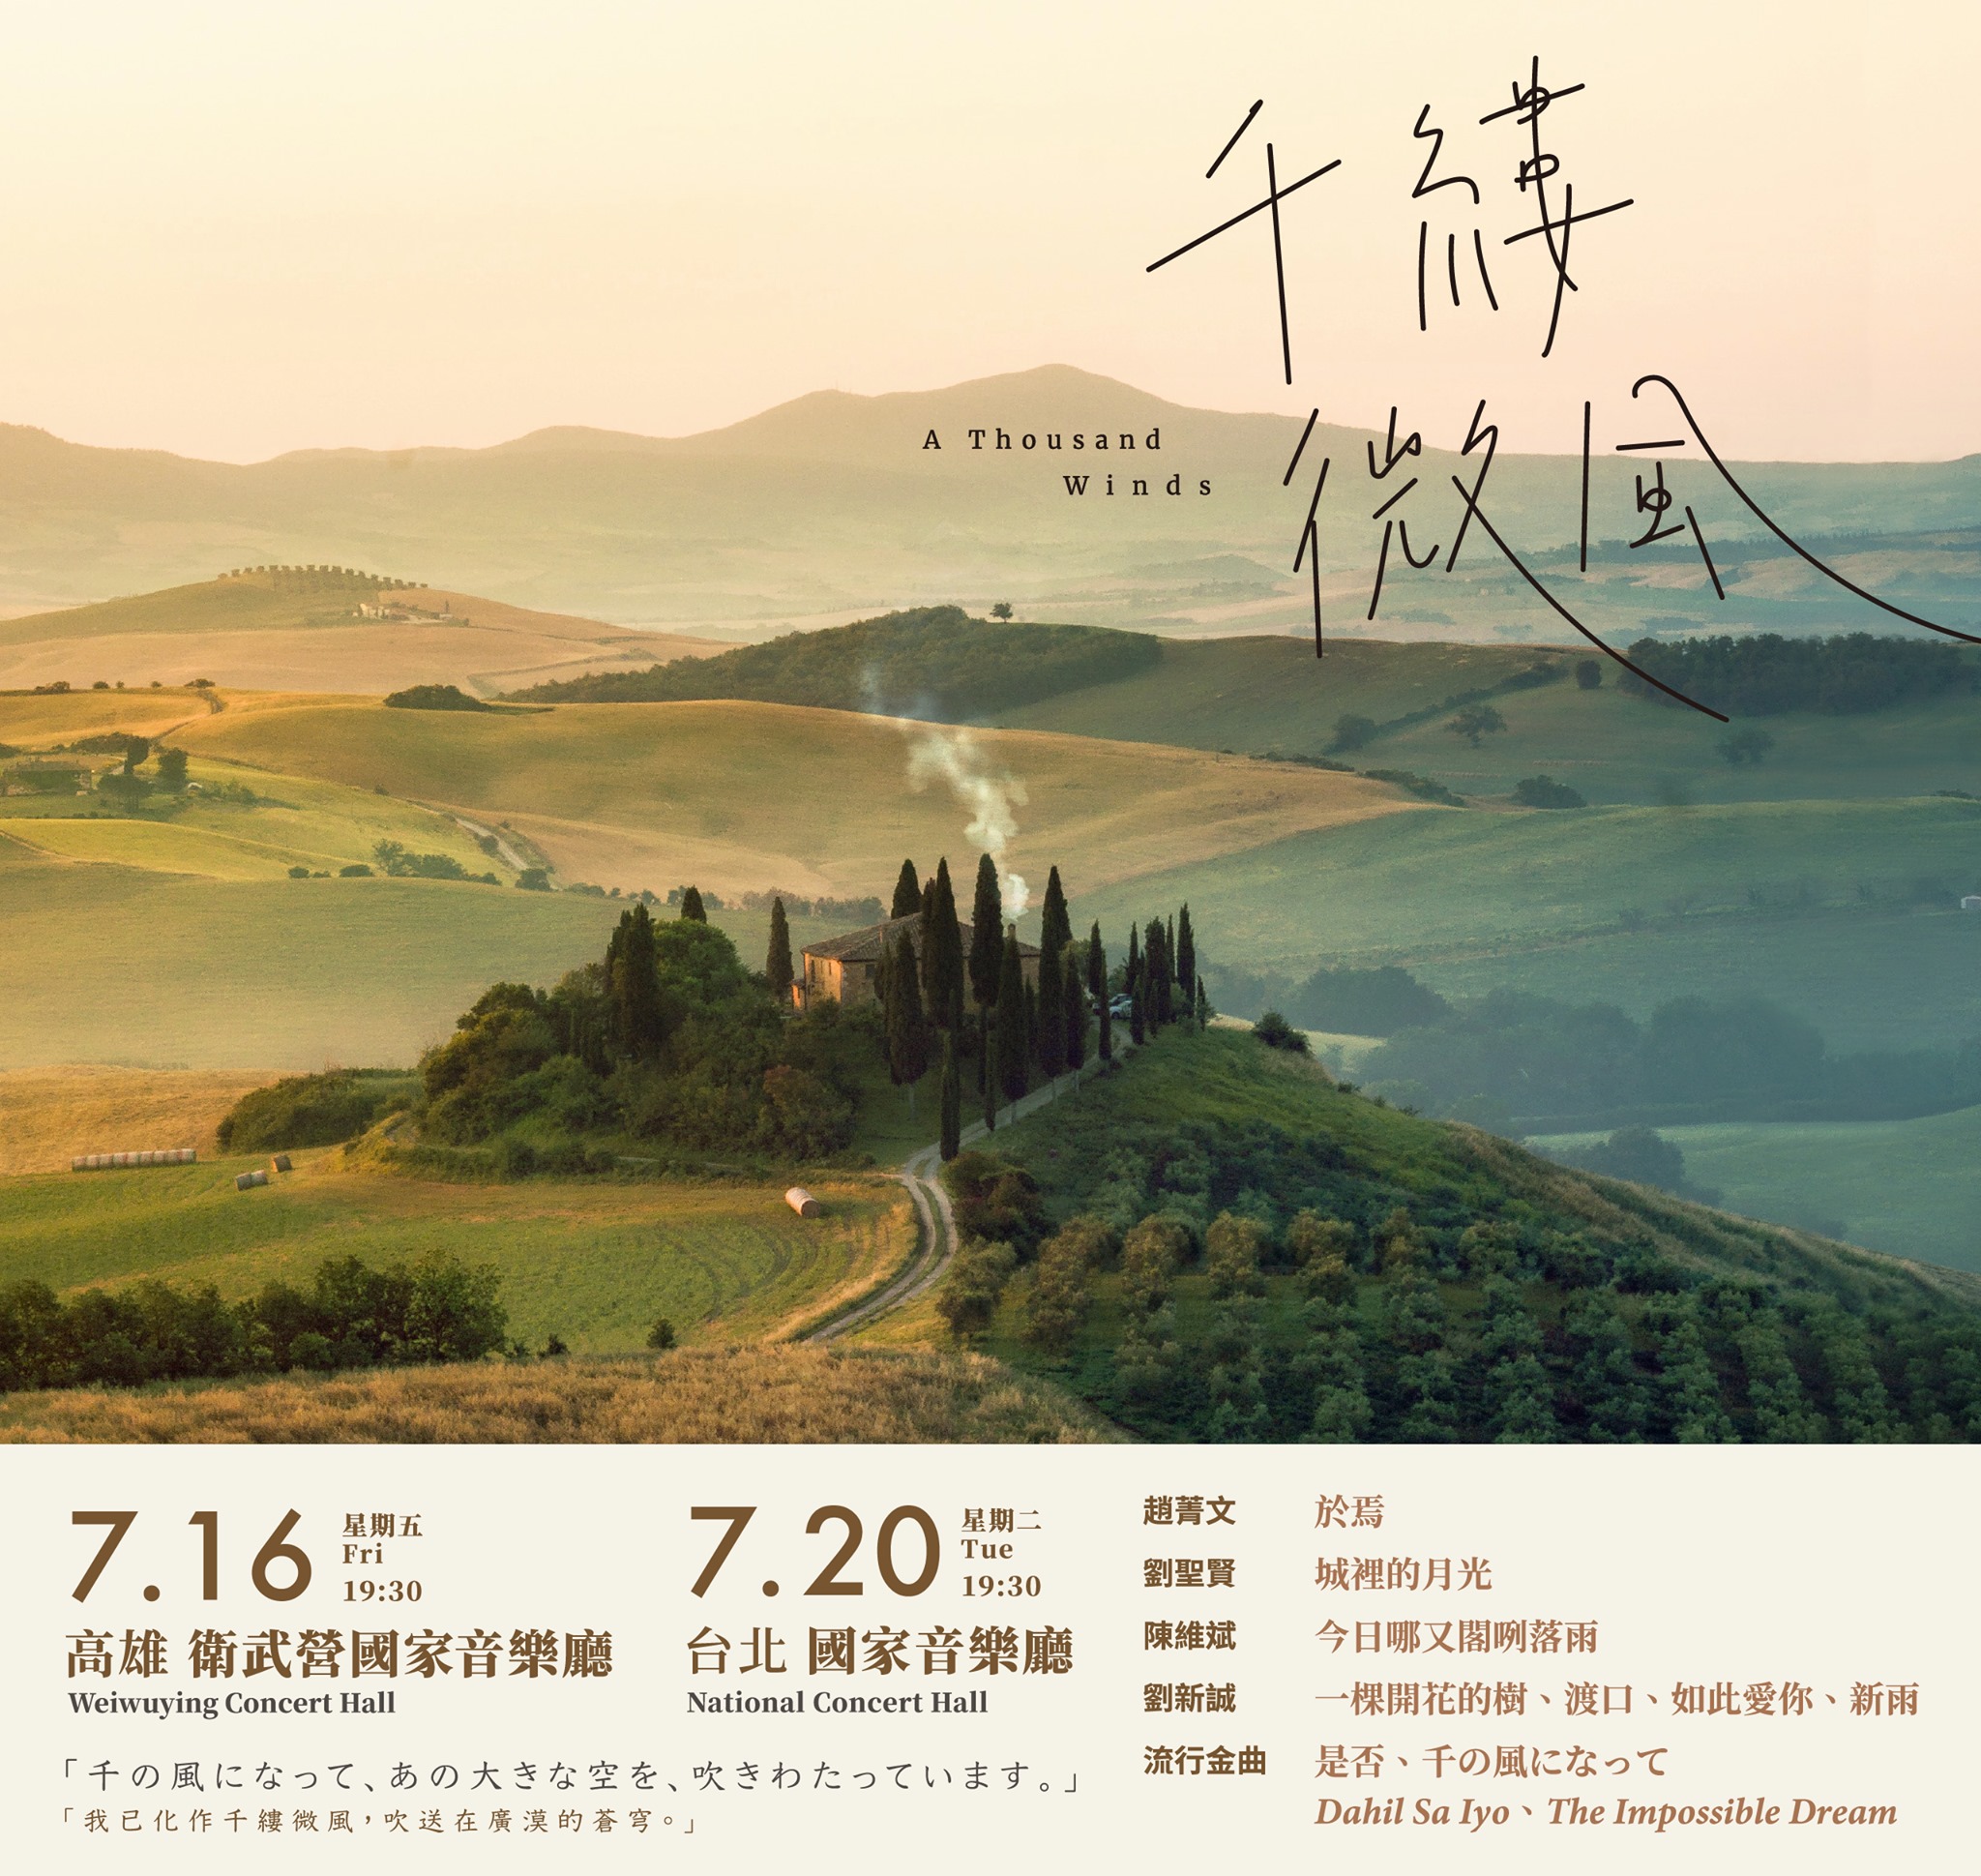 千縷
微風
A Thousand
Winds
7.16
星期五
Fri
19:30
高雄 衛武營國家音樂廳
Weiwuying Concert Hall
7.20
星期二
Tue
19:30
台北 國家音樂廳
National Concert Hall
「千の風になって、あの大きな空を、吹きわたっています。」
「我已化作千縷微風，吹送在廣漠的蒼穹。」
趙菁文 於焉
劉聖賢 城裡的月光
陳維斌 今日哪又閣咧落雨
劉新誠 一棵開花的樹、渡口、如此愛你、新雨
流行金曲 是否、千の風になって
Dahil Sa Iyo、The Impossible Dream